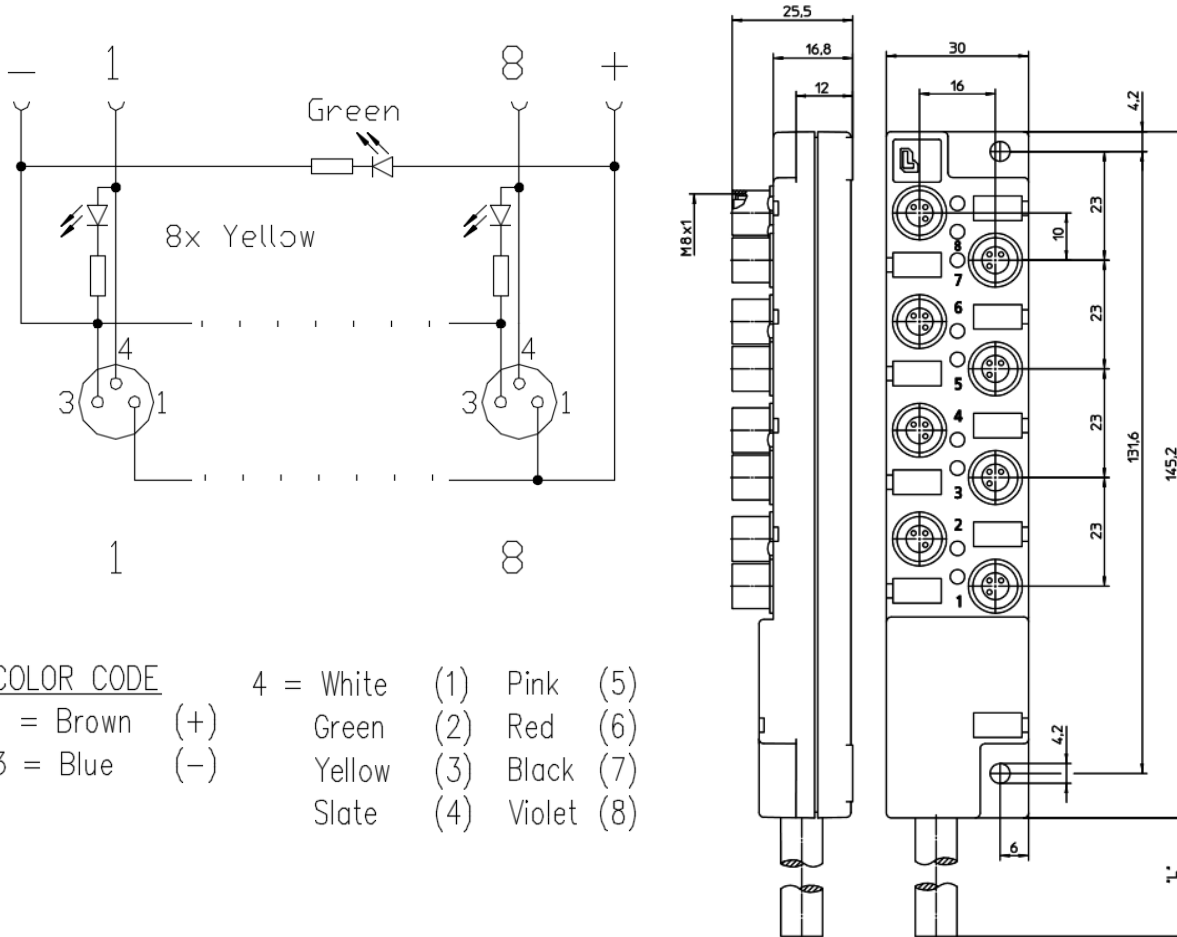 − 1 8 +
Green
8x Yellow
4 4
3 1 3 1
1 8
COLOR CODE
= Brown (+)
3 = Blue (−)
4 = White (1) Pink (5)
Green (2) Red (6)
Yellow (3) Black (7)
Slate (4) Violet (8)
25,5
16,8
12
M8x1
30
16
4,2
23
10
8
7
6
23
5
4
23
3
2
23
1
131,6
145,2
4,2
6
"L"